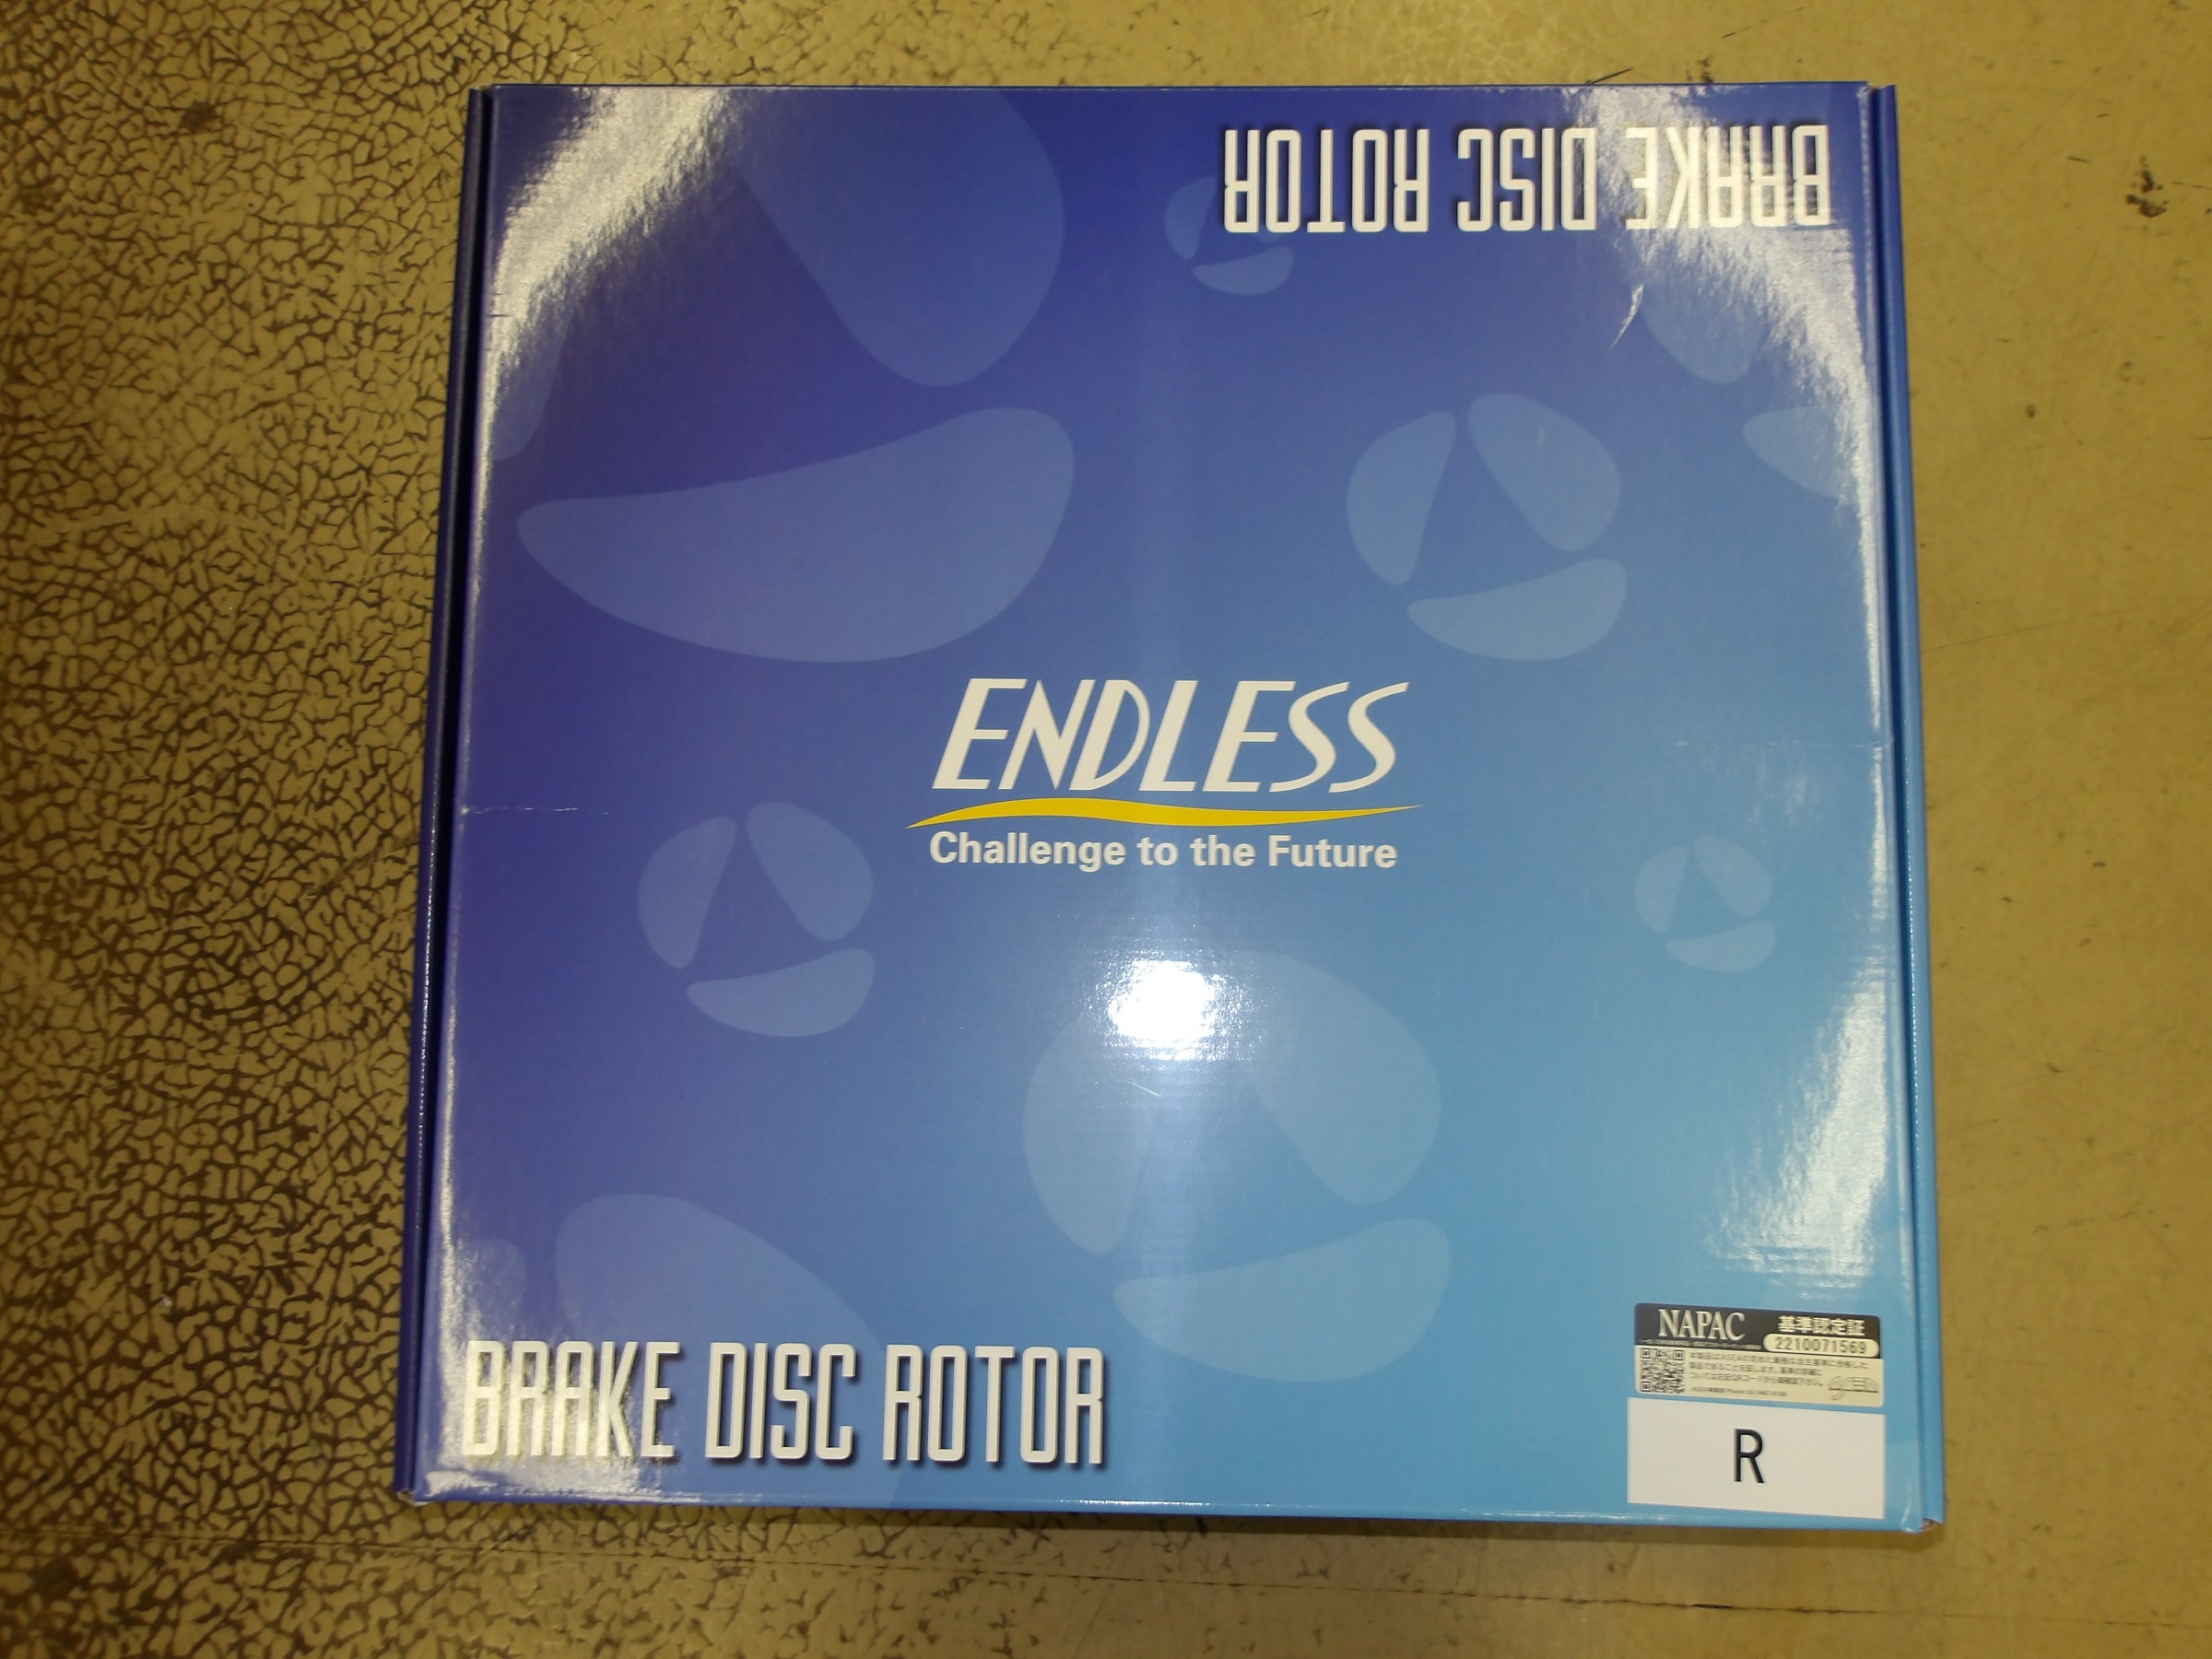 BRAKE DISC ROTOR
ENDLESS
Challenge to the Future
BRAKE DISC ROTOR
NAPAC 基準認定証
2210071569
R